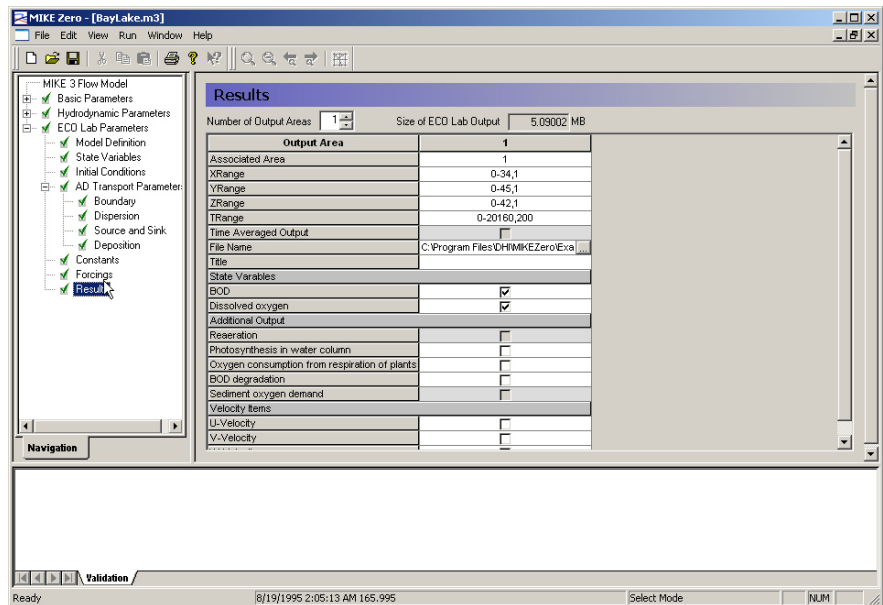 MIKE Zero - [BayLake.m3]
File Edit View Run Window Help
MIKE 3 Flow Model
Basic Parameters
Hydrodynamic Parameters
ECO Lab Parameters
Model Definition
State Variables
Initial Conditions
AD Transport Parameter
Boundary
Dispersion
Source and Sink
Deposition
Constants
Forcings
Result
Navigation
Results
Number of Output Areas 1 Size of ECO Lab Output 5.09002 MB
Output Area 1
Associated Area 1
XRange 0-34,1
YRange 0-45,1
ZRange 0-42,1
TRange 0-20160,200
Time Averaged Output
File Name C:\Program Files\DHI\MIKEZero\Exa ...
Title
State Variables
BOD
Dissolved oxygen
Additional Output
Reaeration
Photosynthesis in water column
Oxygen consumption from respiration of plants
BOD degradation
Sediment oxygen demand
Velocity Items
U-Velocity
V-Velocity
Validation
Ready 8/19/1995 2:05:13 AM 165.995 Select Mode NUM